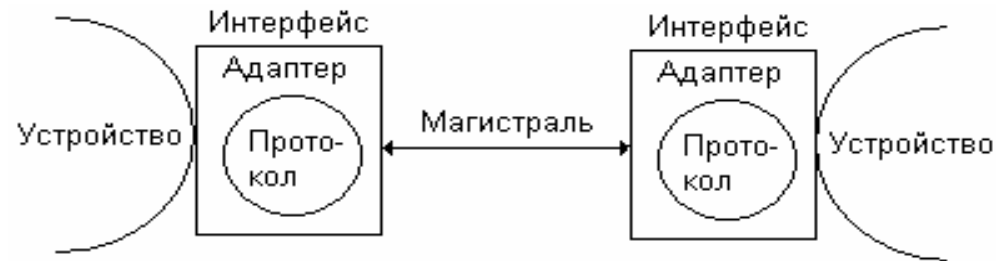 Интерфейс
Интерфейс
Адаптер
Адаптер
Устройство
Прото-
кол
Магистраль
Прото-
кол
Устройство